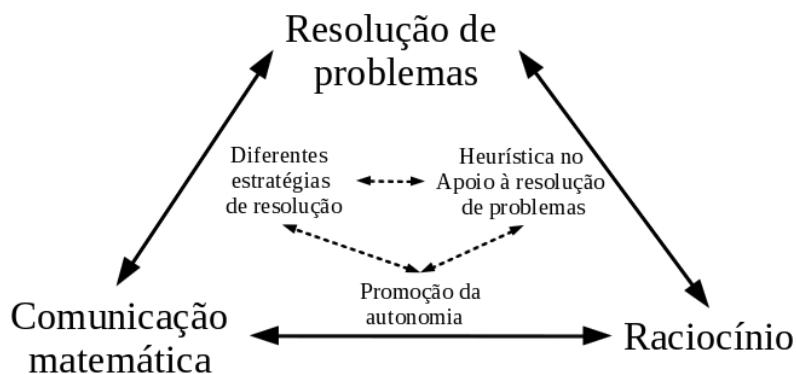 Resolução de
problemas
Diferentes
estratégias
de resolução
Heurística no
Apoio à resolução
de problemas
Promoção da
autonomia
Comunicação
matemática
Raciocínio